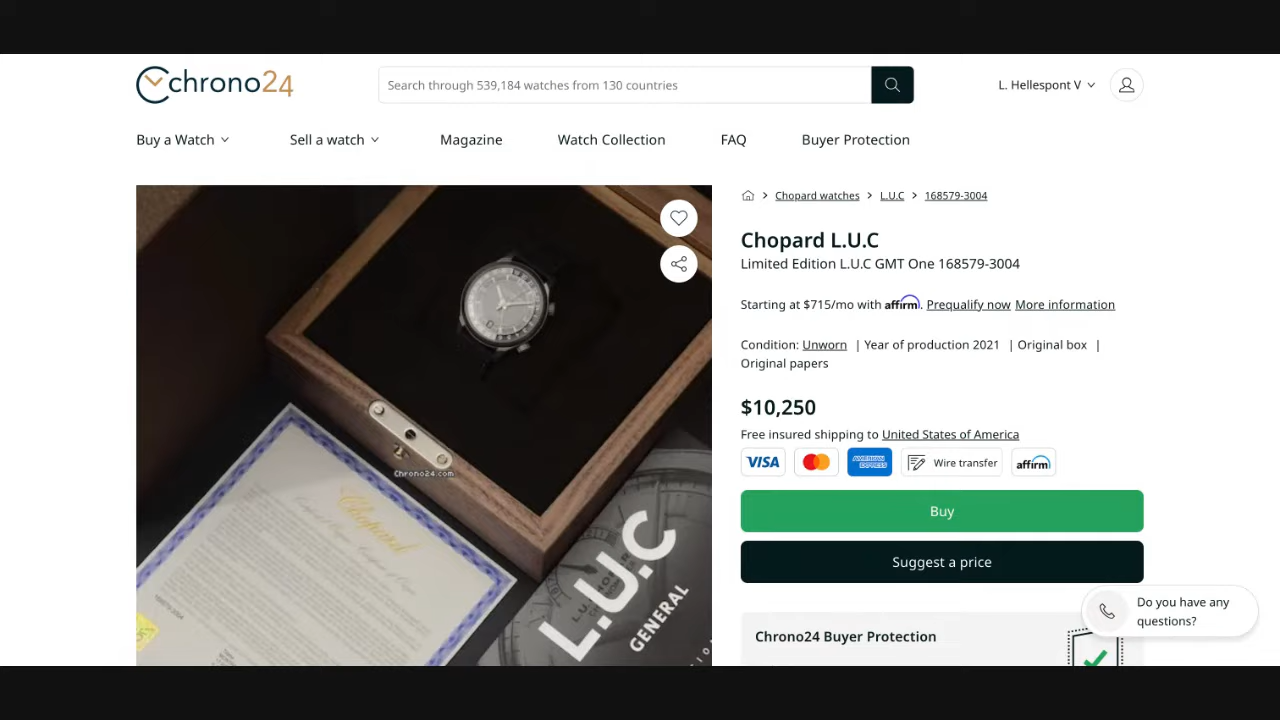 chrono24
Search through 539,184 watches from 130 countries
L. Hellespont V
Buy a Watch
Sell a watch
Magazine
Watch Collection
FAQ
Buyer Protection
Chopard watches
L.U.C
168579-3004
Chopard L.U.C
Limited Edition L.U.C GMT One 168579-3004
Starting at $715/mo with affirm. Prequalify now More information
Condition: Unworn | Year of production 2021 | Original box |
Original papers
$10,250
Free insured shipping to United States of America
VISA
AMERICAN
EXPRESS
Wire transfer
affirm
Buy
Suggest a price
Do you have any
questions?
Chrono24 Buyer Protection
Chrono24.com
Chopard
168579-3004
L.U.C
GENERAL